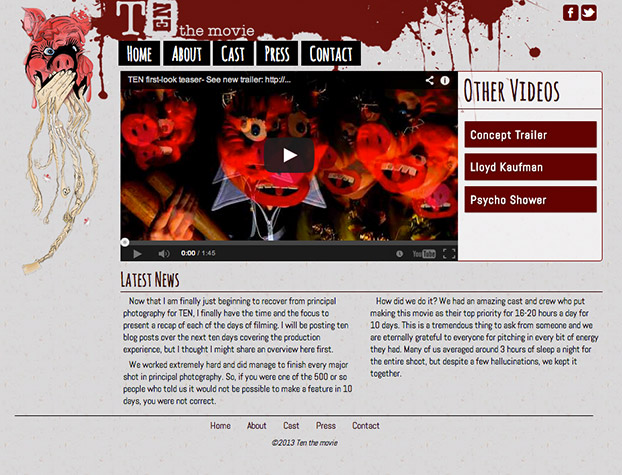 TEN
the movie
HOME ABOUT CAST PRESS CONTACT
TEN first-look teaser- See new trailer: http://...
0:00 / 1:45
YouTube
OTHER VIDEOS
Concept Trailer
Lloyd Kaufman
Psycho Shower
LATEST NEWS
Now that I am finally just beginning to recover from principal
photography for TEN, I finally have the time and the focus to
present a recap of each of the days of filming. I will be posting ten
blog posts over the next ten days covering the production
experience, but I thought I might share an overview here first.
We worked extremely hard and did manage to finish every major
shot in principal photography. So, if you were one of the 500 or so
people who told us it would not be possible to make a feature in 10
days, you were not correct.
How did we do it? We had an amazing cast and crew who put
making this movie as their top priority for 16-20 hours a day for
10 days. This is a tremendous thing to ask from someone and we
are eternally grateful to everyone for pitching in every bit of energy
they had. Many of us averaged around 3 hours of sleep a night for
the entire shoot, but despite a few hallucinations, we kept it
together.
Home About Cast Press Contact
©2013 Ten the movie